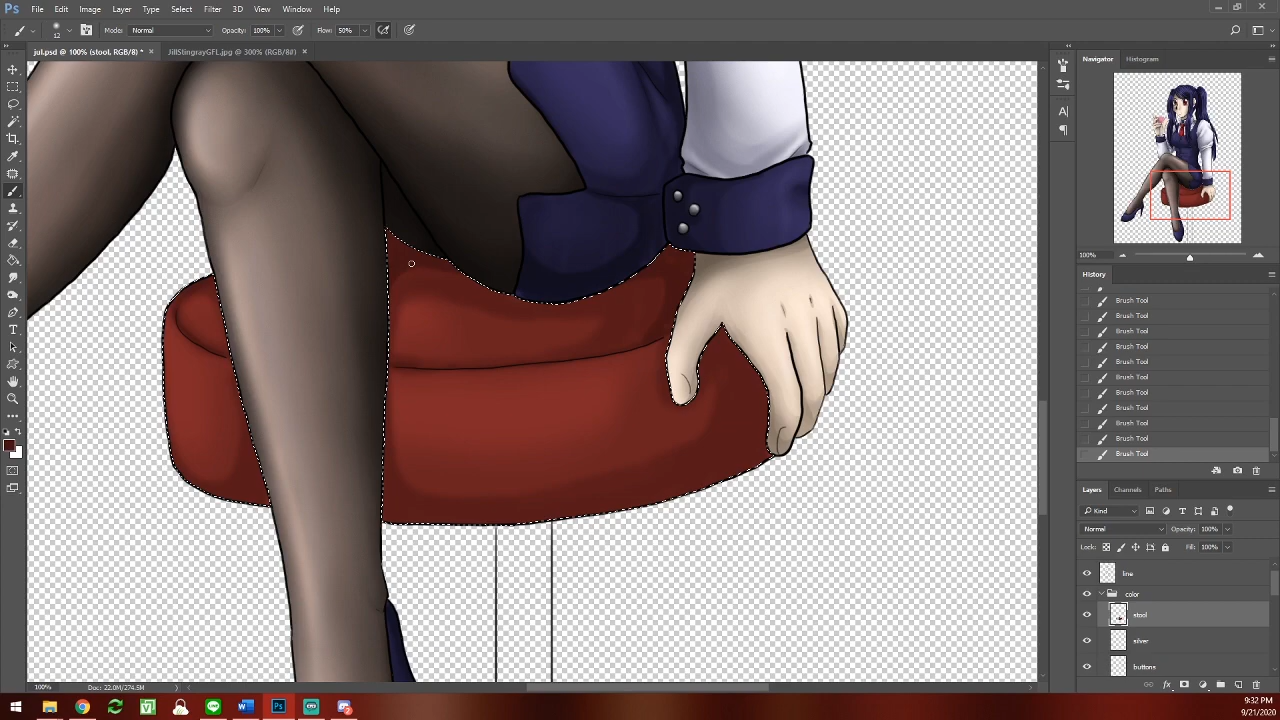 Ps File Edit Image Layer Type Select Filter 3D View Window Help
12 Mode: Normal Opacity: 100% Flow: 50%
jul.psd @ 100% (stool, RGB/8) * × JillStingrayGFL.jpg @ 300% (RGB/8#) ×
Navigator Histogram
100%
History
Brush Tool
Brush Tool
Brush Tool
Brush Tool
Brush Tool
Brush Tool
Brush Tool
Brush Tool
Brush Tool
Brush Tool
Brush Tool
Layers Channels Paths
Kind
Normal Opacity: 100%
Lock: Fill: 100%
line
color
stool
silver
buttons
100% Doc: 22.0M/274.5M
9:32 PM
9/21/2020